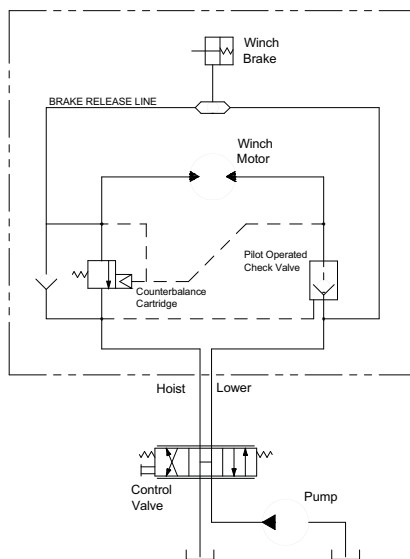 Winch
Brake
BRAKE RELEASE LINE
Winch
Motor
Pilot Operated
Check Valve
Counterbalance
Cartridge
Hoist
Lower
Control
Valve
Pump